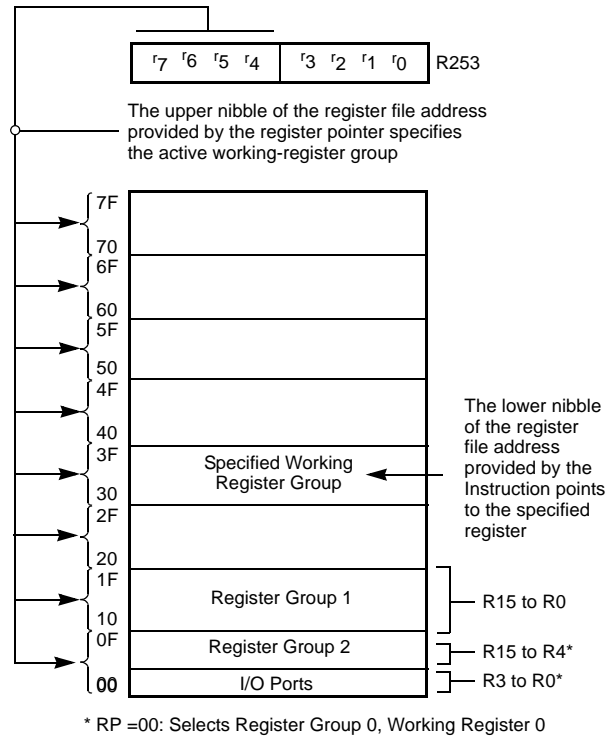 r7 r6 r5 r4 r3 r2 r1 r0 R253
The upper nibble of the register file address
provided by the register pointer specifies
the active working-register group
7F
70
6F
60
5F
50
4F
40
3F
Specified Working
Register Group
30
2F
The lower nibble
of the register
file address
provided by the
Instruction points
to the specified
register
20
1F
Register Group 1
R15 to R0
10
0F
Register Group 2
R15 to R4*
00
I/O Ports
R3 to R0*
* RP =00: Selects Register Group 0, Working Register 0